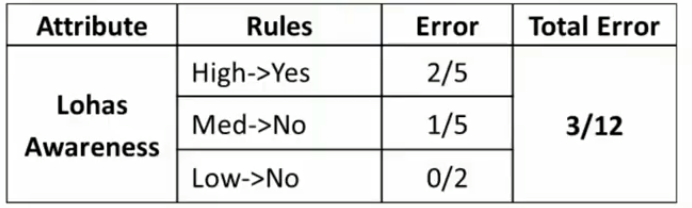 Attribute Rules Error Total Error
Lohas Awareness
High->Yes 2/5
Med->No 1/5
Low->No 0/2
3/12